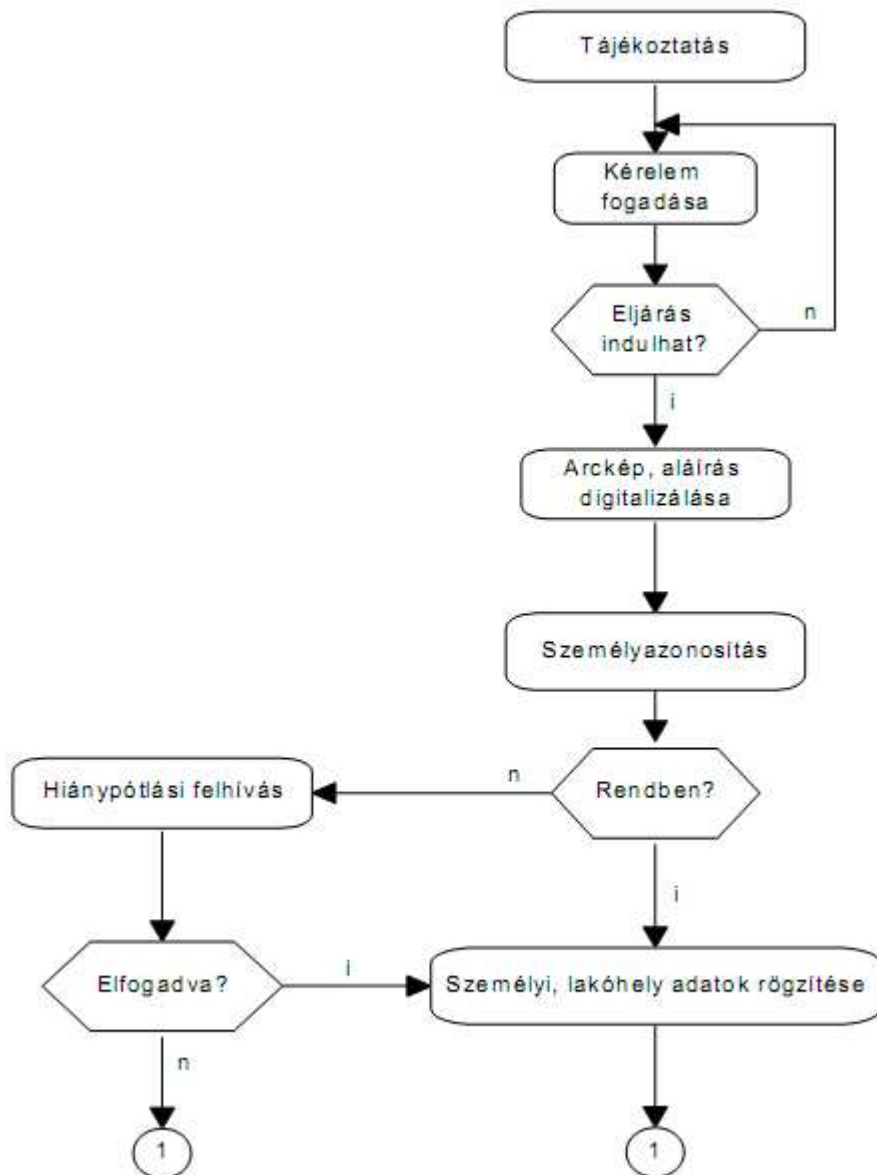 Tájékoztatás
Kérelem
fogadása
Eljárás
indulhat?
n
i
Arckép, aláírás
digitalizálása
Személyazonosítás
Rendben?
n
Hiánypótlási felhívás
i
Elfogadva?
i
Személyi, lakóhely adatok rögzítése
n
1
1